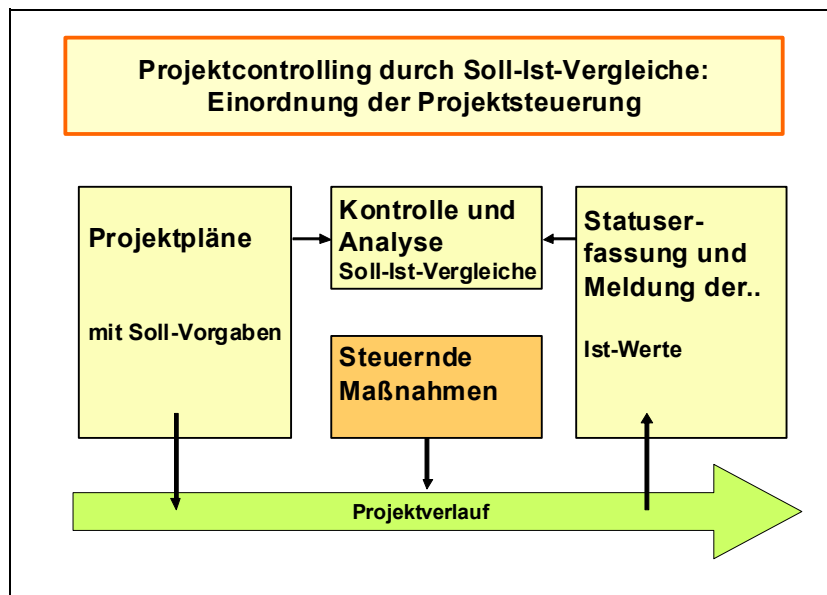 Projektcontrolling durch Soll-Ist-Vergleiche:
Einordnung der Projektsteuerung
Projektpläne
mit Soll-Vorgaben
Kontrolle und
Analyse
Soll-Ist-Vergleiche
Steuernde
Maßnahmen
Statuser-
fassung und
Meldung der..
Ist-Werte
Projektverlauf